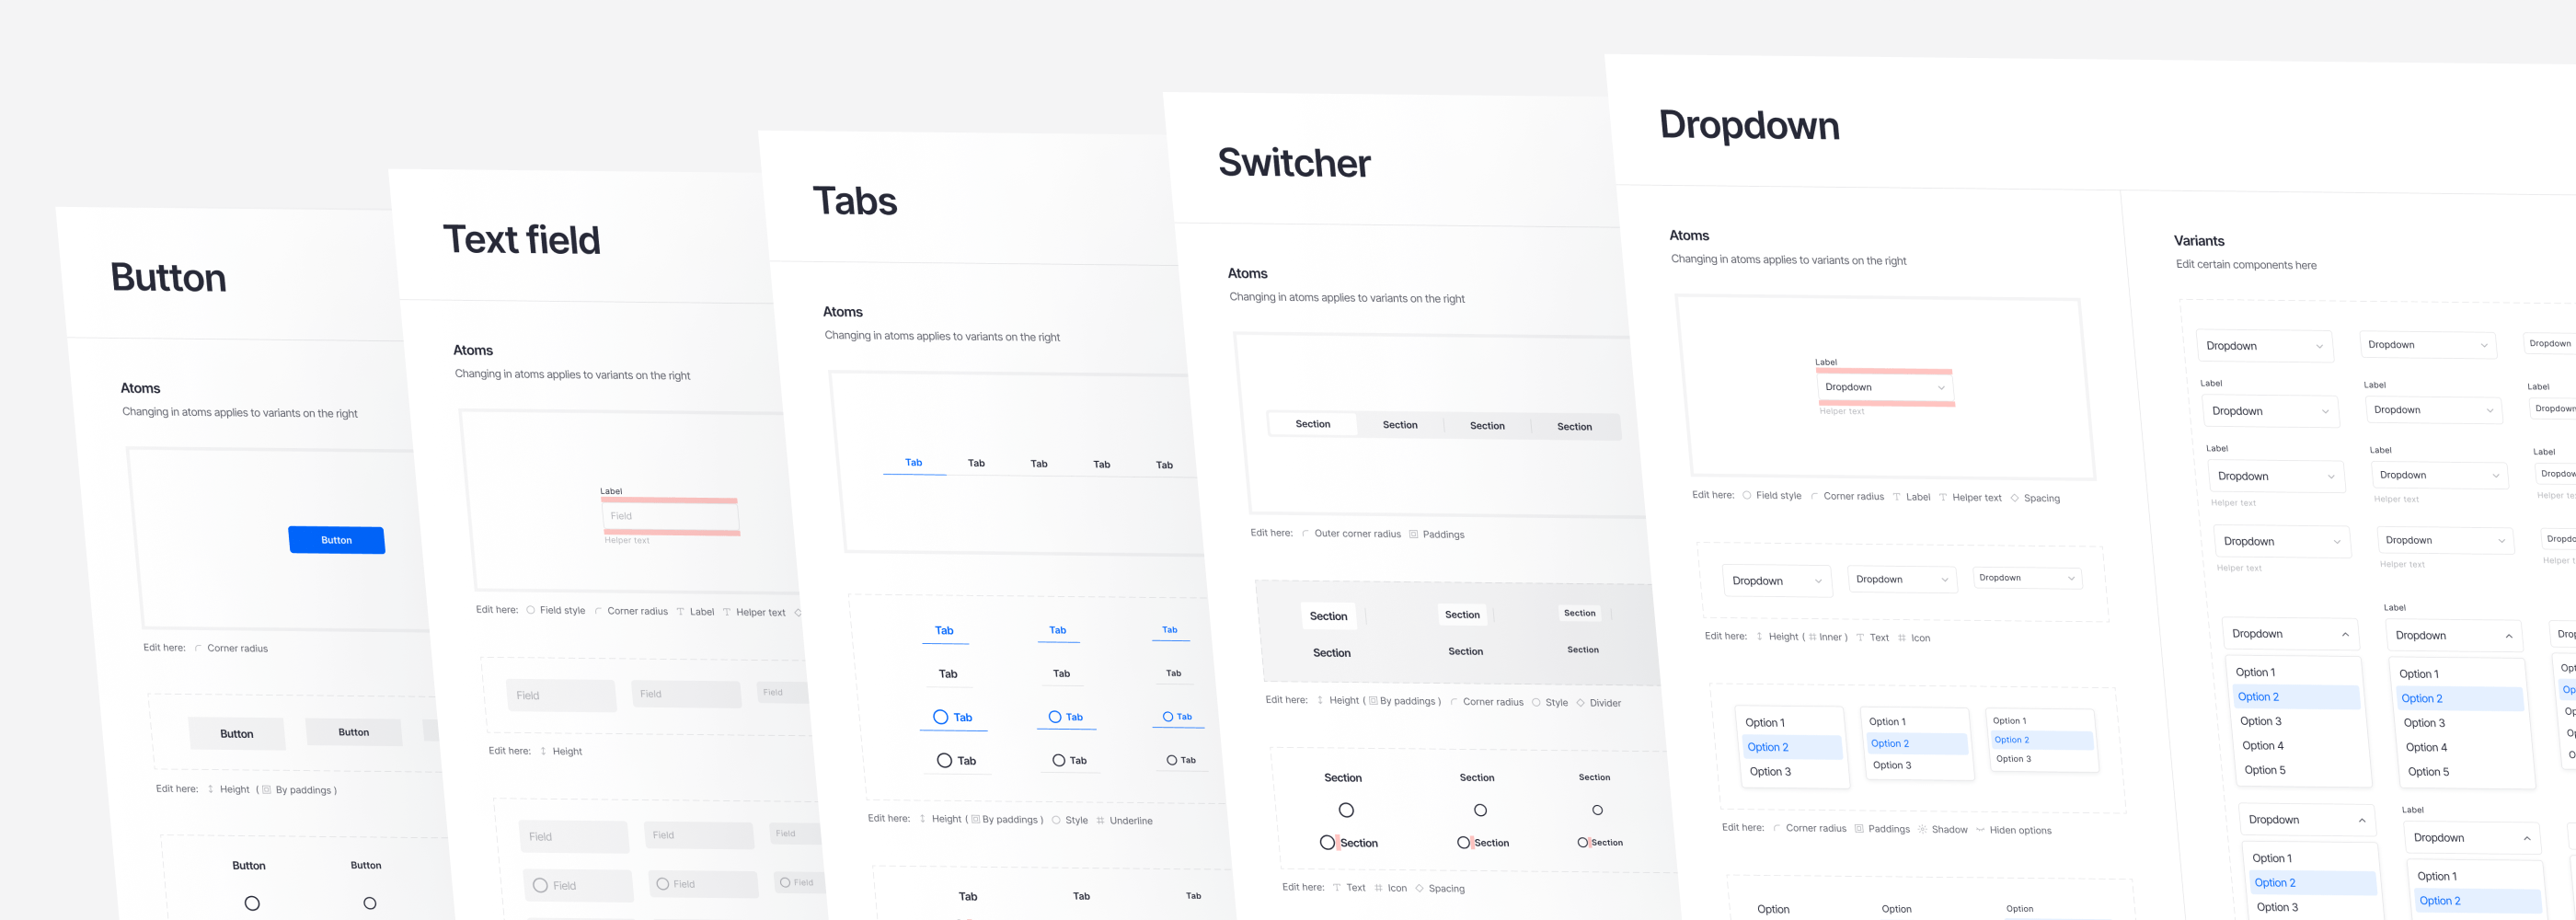 Button
Atoms
Changing in atoms applies to variants on the right
Button
Edit here: Corner radius
Button Button
Edit here: Height ( By paddings )
Button Button
Text field
Atoms
Changing in atoms applies to variants on the right
Label
Field
Helper text
Edit here: Field style Corner radius Label Helper text
Field Field Field
Edit here: Height
Field Field Field
Field Field Field
Tabs
Atoms
Changing in atoms applies to variants on the right
Tab Tab Tab Tab Tab
Tab Tab Tab
Tab Tab Tab
Tab Tab Tab
Tab Tab Tab
Edit here: Height ( By paddings ) Style Underline
Tab Tab Tab
Switcher
Atoms
Changing in atoms applies to variants on the right
Section Section Section Section
Edit here: Outer corner radius Paddings
Section Section Section
Section Section Section
Edit here: Height ( By paddings ) Corner radius Style Divider
Section Section Section
Section Section Section
Edit here: Text Icon Spacing
Dropdown
Atoms
Changing in atoms applies to variants on the right
Label
Dropdown
Helper text
Edit here: Field style Corner radius Label Helper text Spacing
Dropdown Dropdown Dropdown
Edit here: Height ( Inner ) Text Icon
Option 1 Option 1 Option 1
Option 2 Option 2 Option 2
Option 3 Option 3 Option 3
Edit here: Corner radius Paddings Shadow Hiden options
Option Option Option
Variants
Edit certain components here
Dropdown Dropdown Dropdown
Label Label Label
Dropdown Dropdown Dropdown
Label Label Label
Dropdown Dropdown
Helper text Helper text
Dropdown Dropdown
Helper text Helper text
Label
Dropdown Dropdown
Option 1 Option 1
Option 2 Option 2
Option 3 Option 3
Option 4 Option 4
Option 5 Option 5
Label
Dropdown Dropdown
Option 1 Option 1
Option 2 Option 2
Option 3